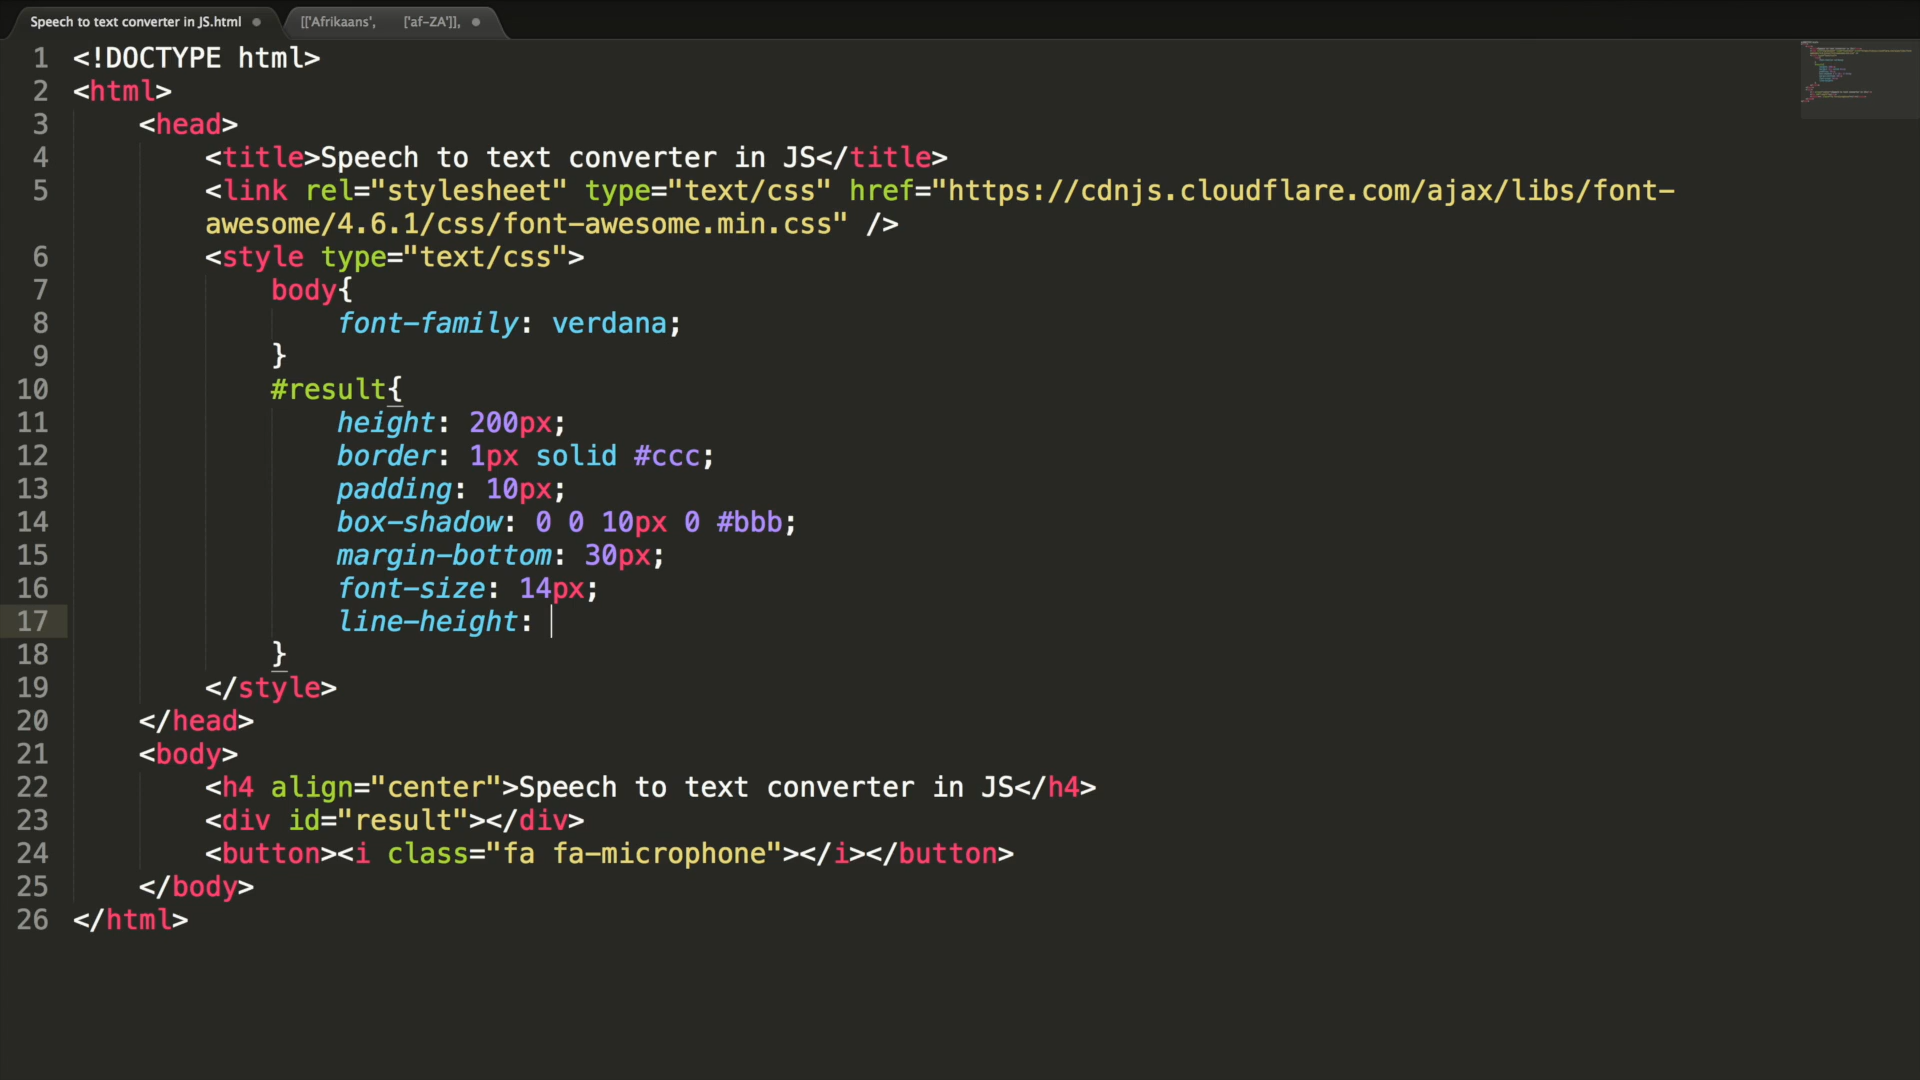 Speech to text converter in JS.html
[['Afrikaans', ['af-ZA']],
1 <!DOCTYPE html>
2 <html>
3 <head>
4 <title>Speech to text converter in JS</title>
5 <link rel="stylesheet" type="text/css" href="https://cdnjs.cloudflare.com/ajax/libs/font-
awesome/4.6.1/css/font-awesome.min.css" />
6 <style type="text/css">
7 body{
8 font-family: verdana;
9 }
10 #result{
11 height: 200px;
12 border: 1px solid #ccc;
13 padding: 10px;
14 box-shadow: 0 0 10px 0 #bbb;
15 margin-bottom: 30px;
16 font-size: 14px;
17 line-height:
18 }
19 </style>
20 </head>
21 <body>
22 <h4 align="center">Speech to text converter in JS</h4>
23 <div id="result"></div>
24 <button><i class="fa fa-microphone"></i></button>
25 </body>
26 </html>